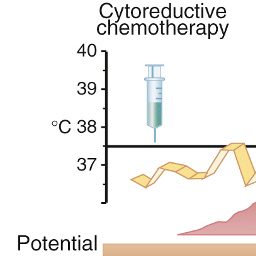 Cytoreductive
chemotherapy
40
39
°C 38
37
Potential